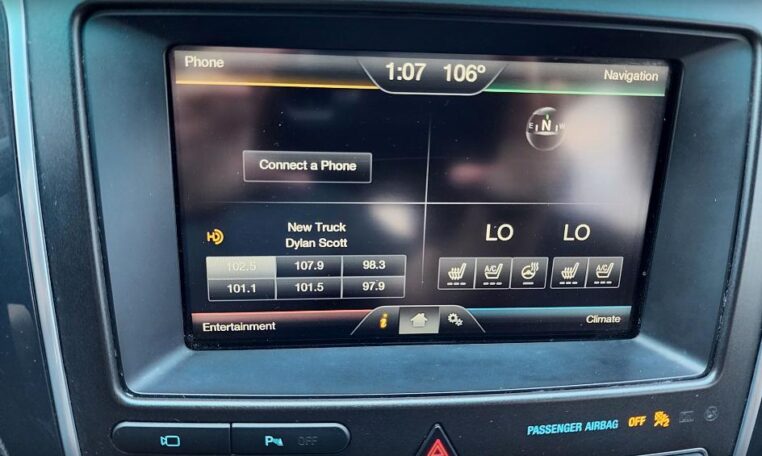 Phone
1:07 106°
Navigation
E N W
Connect a Phone
HD
New Truck
Dylan Scott
LO LO
102.5 107.9 98.3
101.1 101.5 97.9
A/C A/C
Entertainment
i
Climate
P OFF
PASSENGER AIRBAG OFF